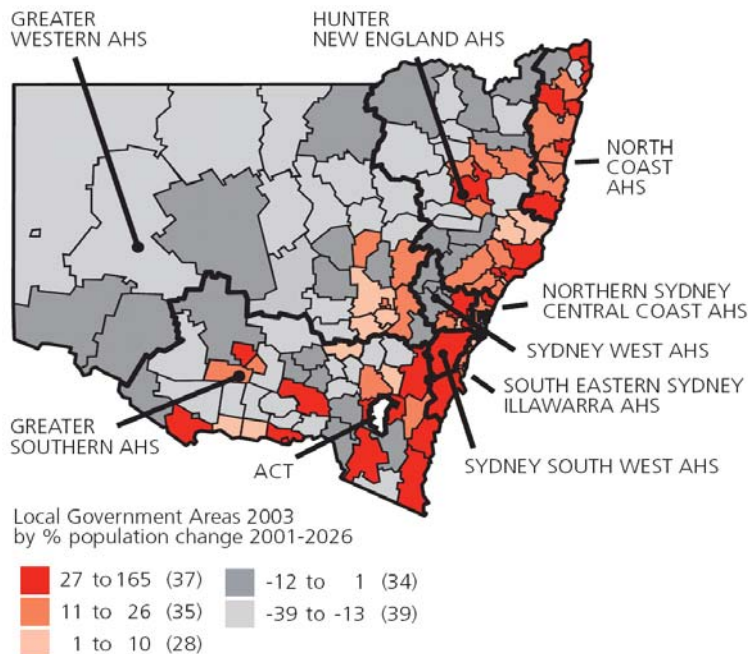 GREATER
WESTERN AHS
HUNTER
NEW ENGLAND AHS
NORTH
COAST
AHS
NORTHERN SYDNEY
CENTRAL COAST AHS
SYDNEY WEST AHS
SOUTH EASTERN SYDNEY
ILLAWARRA AHS
SYDNEY SOUTH WEST AHS
GREATER
SOUTHERN AHS
ACT
Local Government Areas 2003
by % population change 2001-2026
27 to 165 (37)
11 to 26 (35)
1 to 10 (28)
-12 to 1 (34)
-39 to -13 (39)